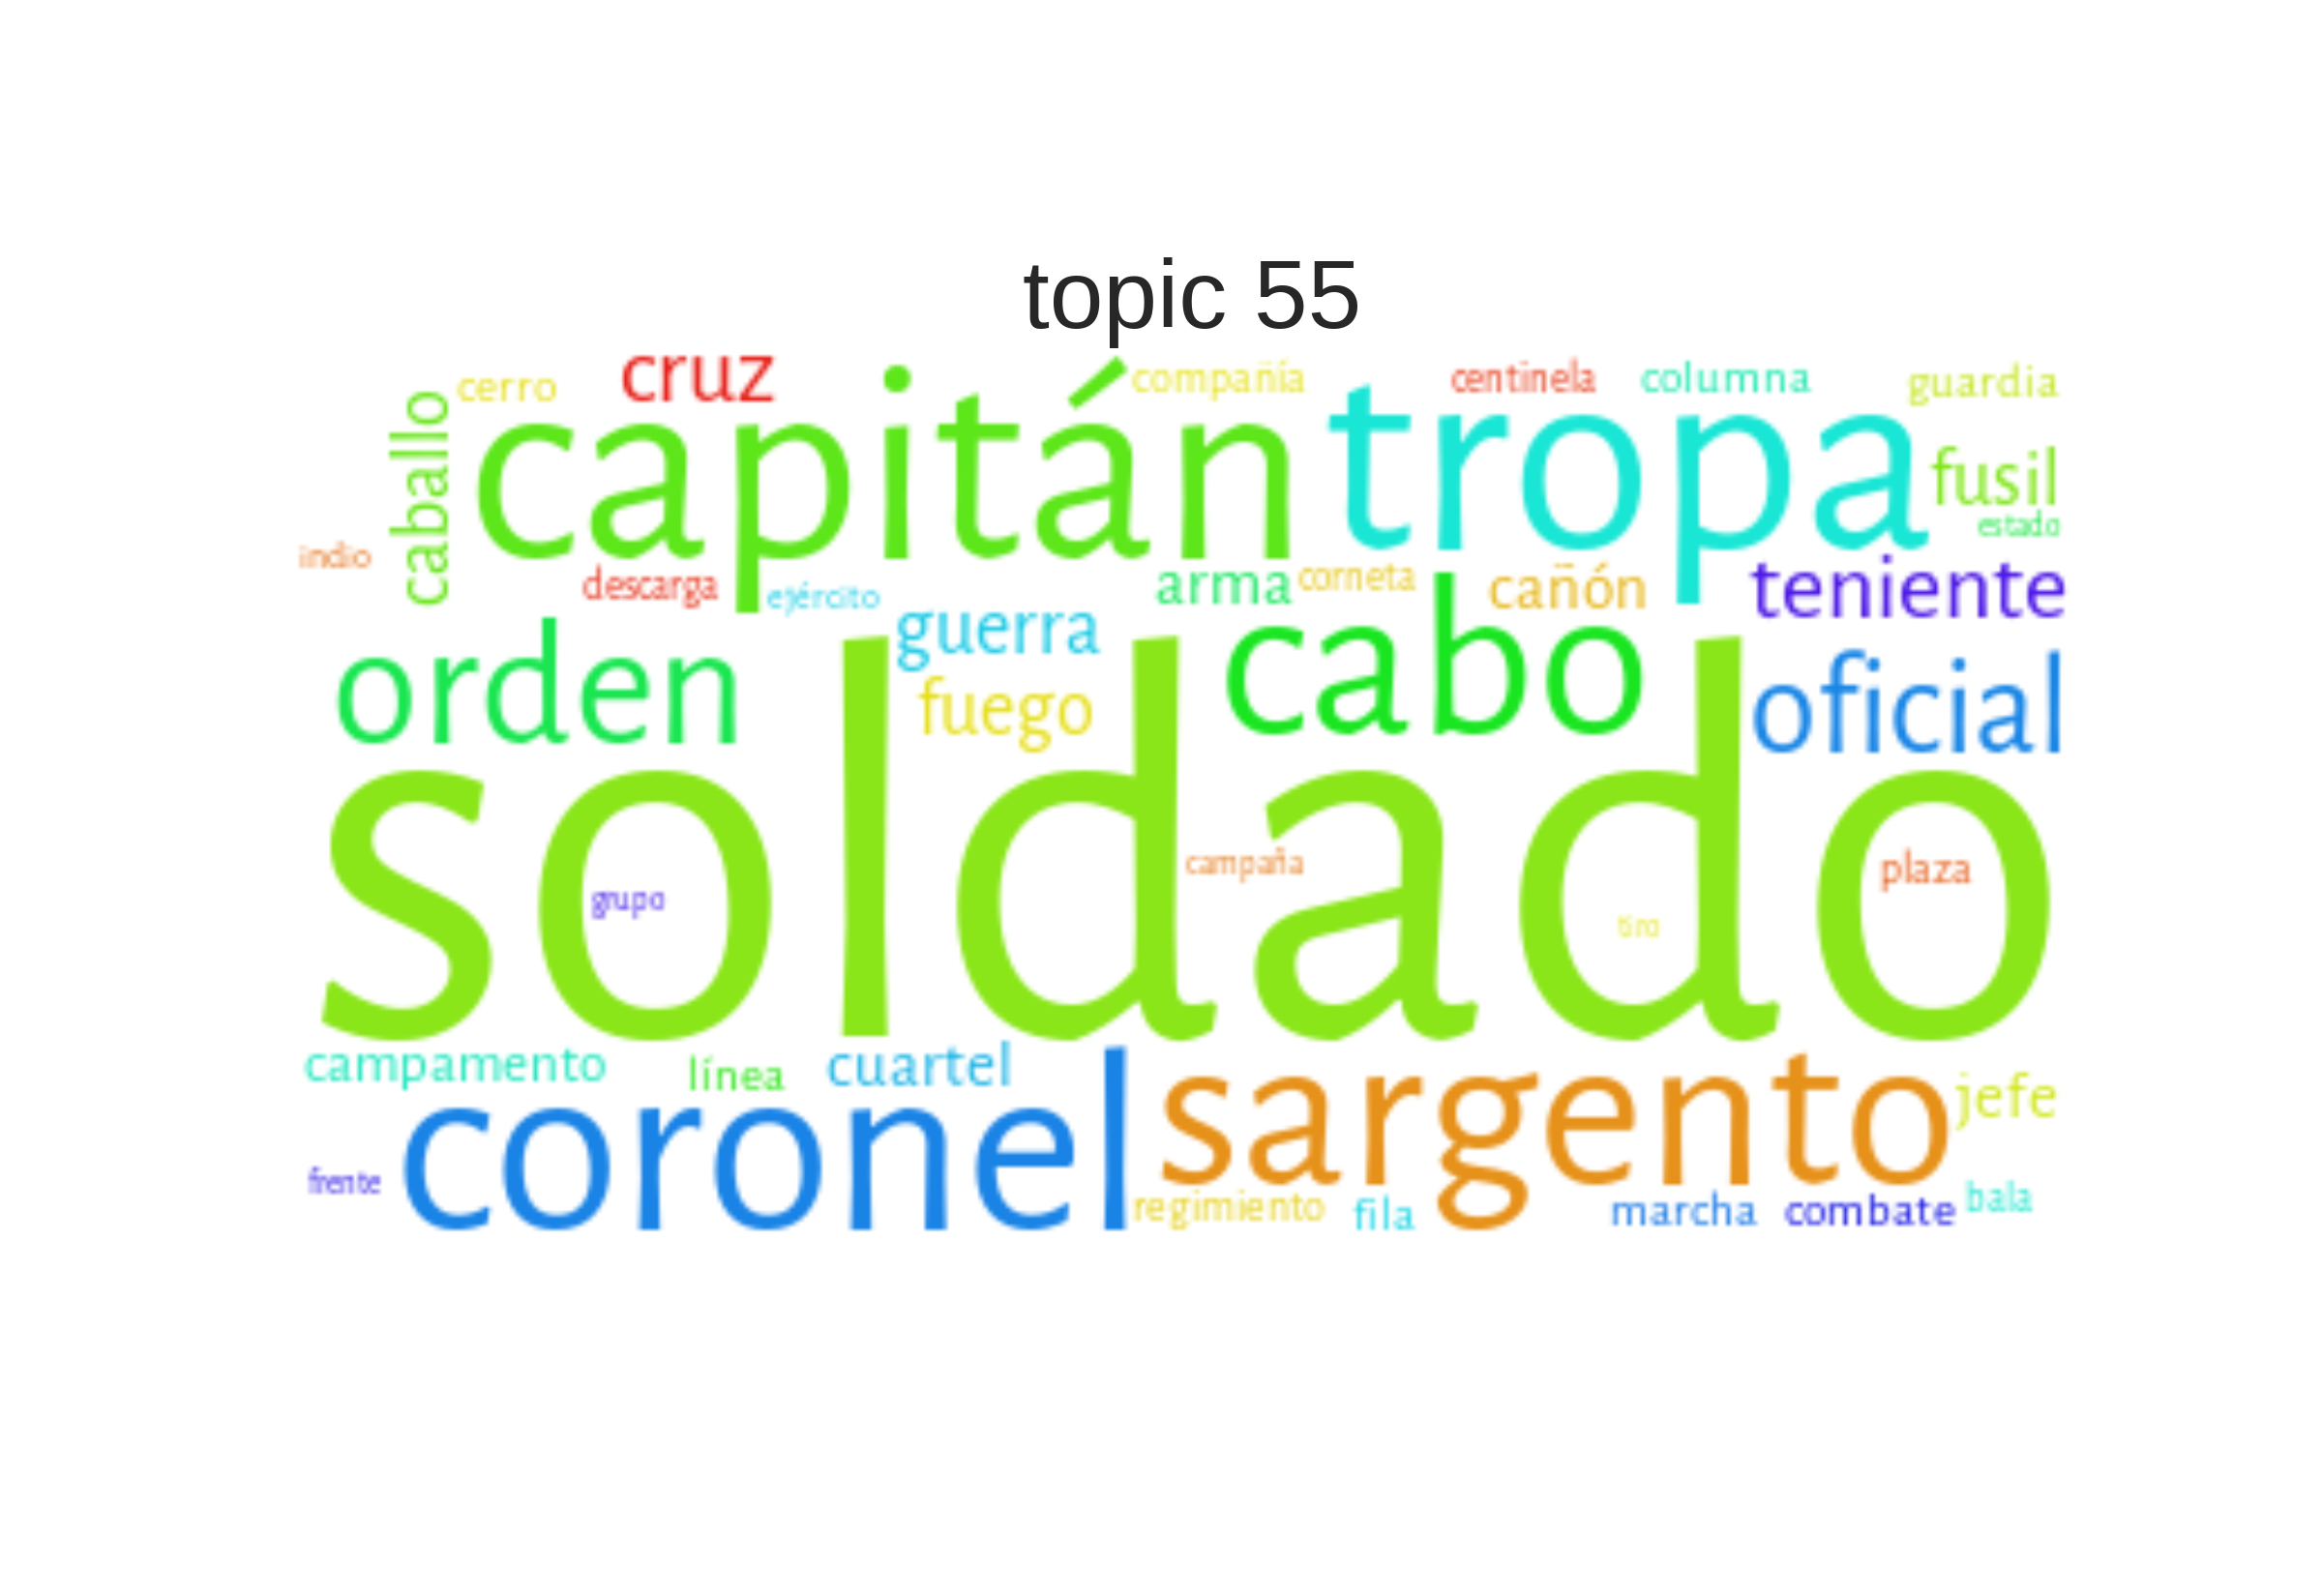 topic 55
cerro cruz compañía centinela columna guardia
caballo capitán tropa fusil
estado
indio descarga ejército arma corneta cañón teniente
orden guerra cabo oficial
fuego
soldado
campaña plaza
grupo tiro
campamento línea cuartel
coronel sargento jefe
frente regimiento fila marcha combate bala